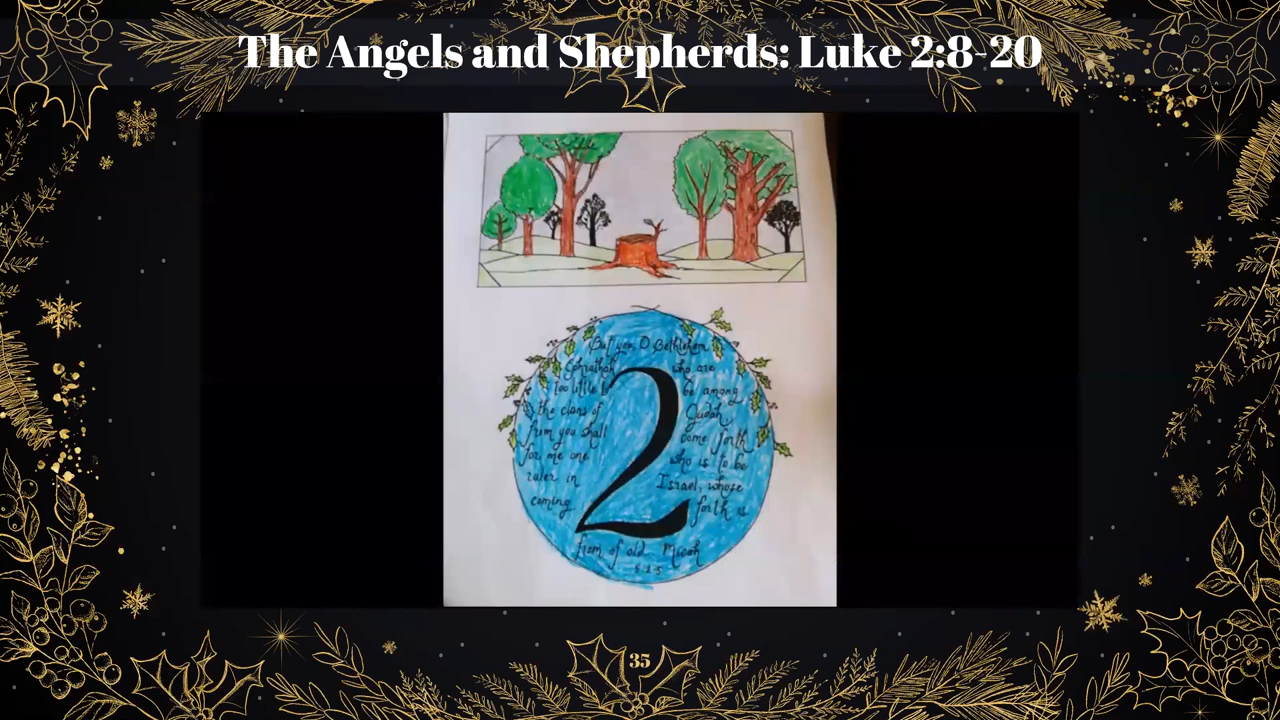 The Angels and Shepherds: Luke 2:8-20
But you, O Bethlehem
Ephrathah who are
too little to be among
the clans of Judah
from you shall come forth
for me one who is to be
ruler in Israel, whose
coming forth is
from of old Micah
5:2-5
2
35